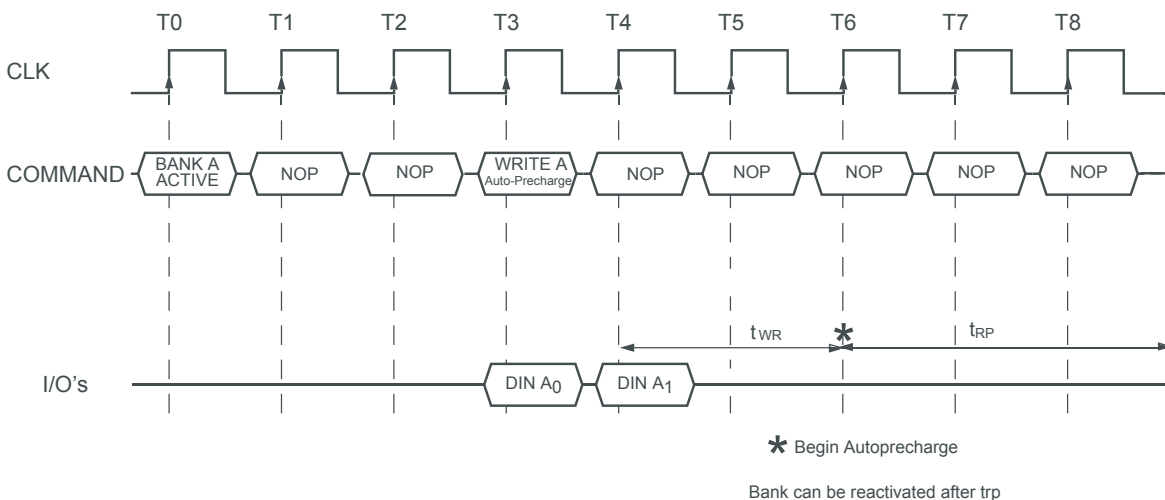 T0 T1 T2 T3 T4 T5 T6 T7 T8
CLK
COMMAND
BANK A
ACTIVE
NOP
NOP
WRITE A
Auto-Precharge
NOP
NOP
NOP
NOP
NOP
tWR
*
tRP
I/O's
DIN A0
DIN A1
* Begin Autoprecharge
Bank can be reactivated after trp